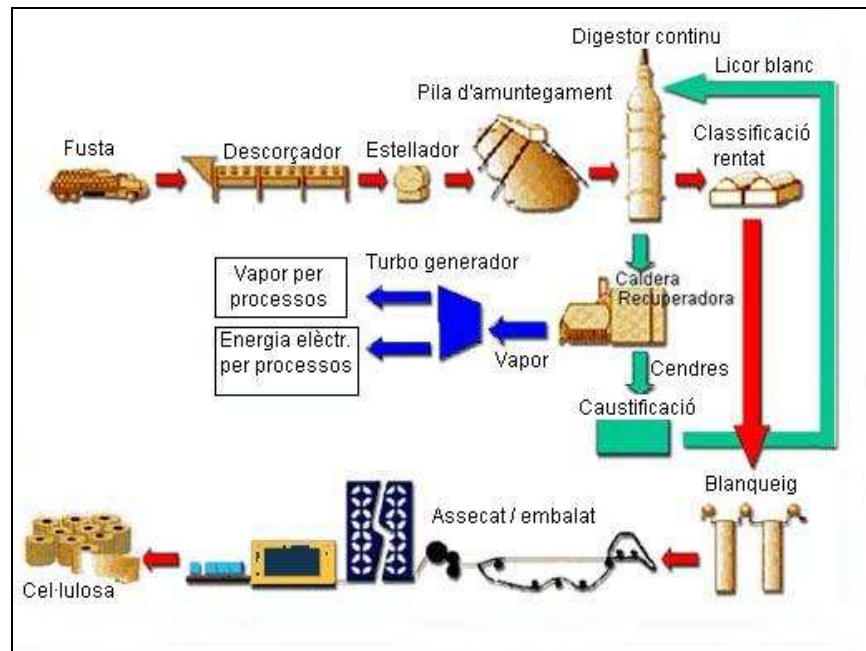 Digestor continu
Licor blanc
Pila d'amuntegament
Classificació
rentat
Fusta
Descorçador
Estellador
Turbo generador
Vapor per
processos
Caldera
Recuperadora
Energia elèctr.
per processos
Vapor
Cendres
Caustificació
Blanqueig
Assecat / embalat
Cel·lulosa